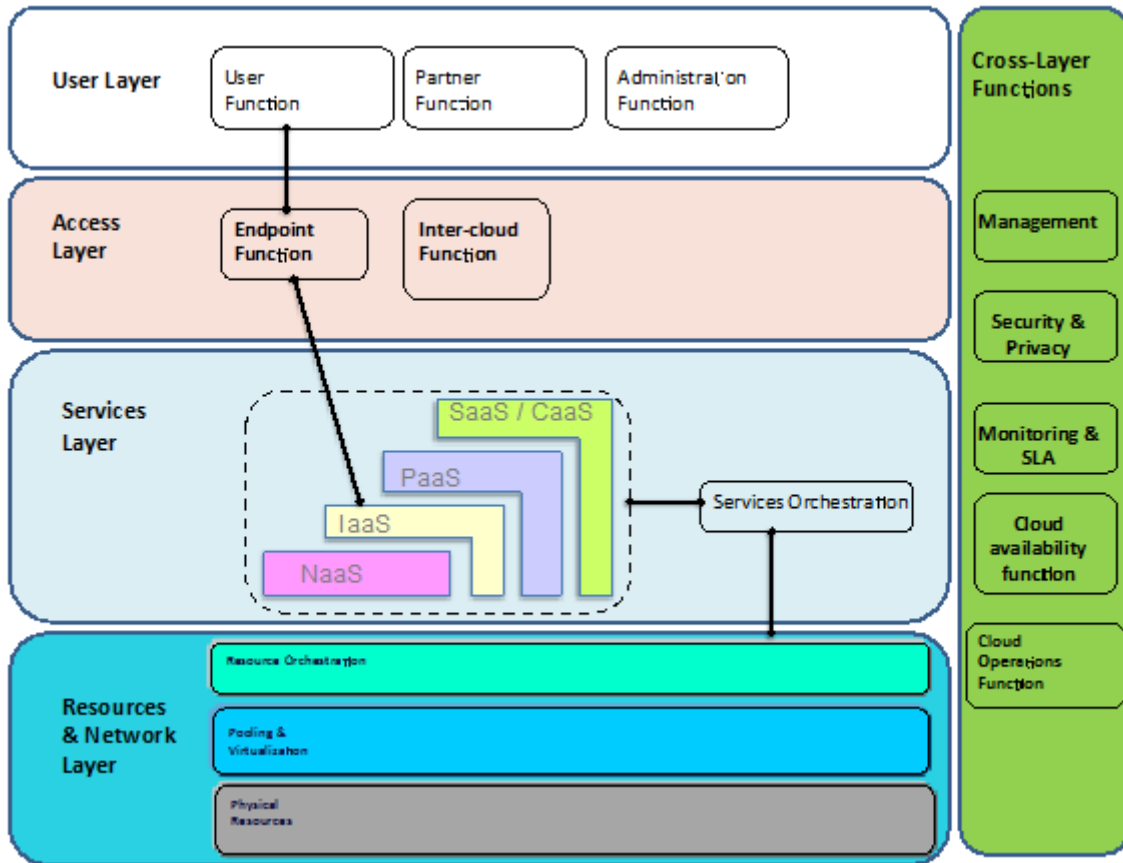 User Layer
User
Function
Partner
Function
Administration
Function
Access
Layer
Endpoint
Function
Inter-cloud
Function
Services
Layer
SaaS / CaaS
PaaS
IaaS
NaaS
Services Orchestration
Resources
& Network
Layer
Resource Orchestration
Pooling &
Virtualization
Physical
Resources
Cross-Layer
Functions
Management
Security &
Privacy
Monitoring &
SLA
Cloud
availability
function
Cloud
Operations
Function